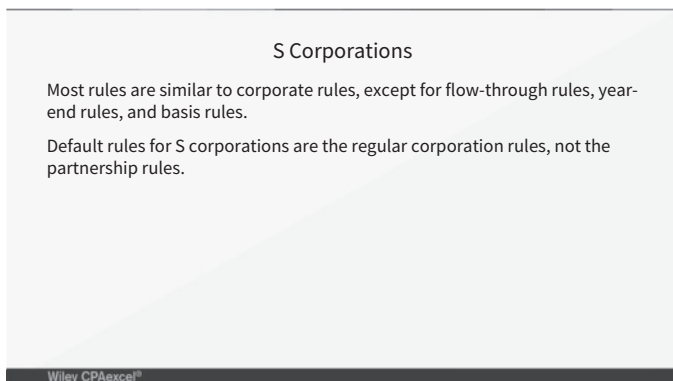 S Corporations
Most rules are similar to corporate rules, except for flow-through rules, year-
end rules, and basis rules.
Default rules for S corporations are the regular corporation rules, not the
partnership rules.
Wiley CPAexcel®